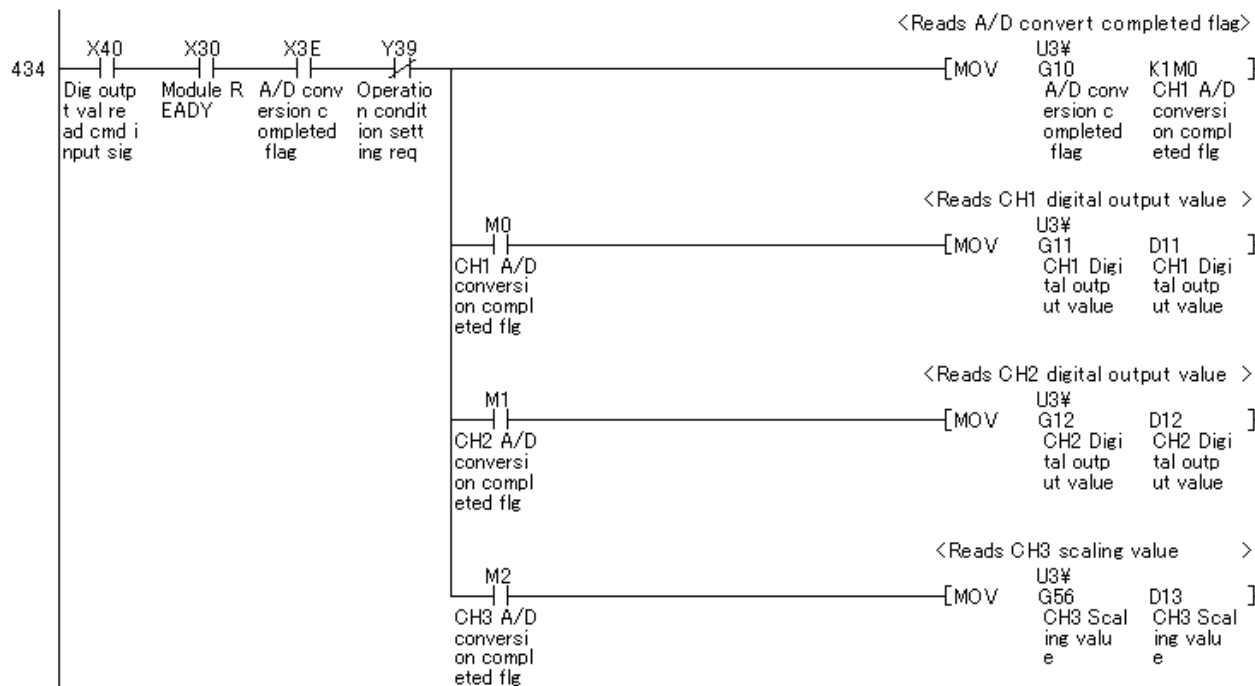 <Reads A/D convert completed flag>
X40 X30 X3E Y39 U3¥
434 [MOV G10 K1M0 ]
Dig outp Module R A/D conv Operatio A/D conv CH1 A/D
t val re EADY ersion c n condit ersion c conversi
ad cmd i ompleted ion sett ompleted on compl
nput sig flag ing req flag eted flg
<Reads CH1 digital output value >
M0 U3¥
[MOV G11 D11 ]
CH1 A/D CH1 Digi CH1 Digi
conversi tal outp tal outp
on compl ut value ut value
eted flg
<Reads CH2 digital output value >
M1 U3¥
[MOV G12 D12 ]
CH2 A/D CH2 Digi CH2 Digi
conversi tal outp tal outp
on compl ut value ut value
eted flg
<Reads CH3 scaling value >
M2 U3¥
[MOV G56 D13 ]
CH3 A/D CH3 Scal CH3 Scal
conversi ing valu ing valu
on compl e e
eted flg